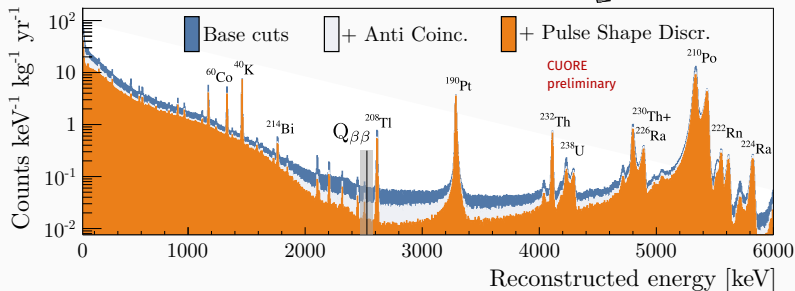 Base cuts + Anti Coinc. + Pulse Shape Discr.
CUORE
preliminary
Counts keV⁻¹ kg⁻¹ yr⁻¹
10²
10
1
10⁻¹
10⁻²
⁶⁰Co
⁴⁰K
²¹⁴Bi
Qββ
²⁰⁸Tl
¹⁹⁰Pt
²³²Th
²³⁸U
²³⁰Th+
²²⁶Ra
²¹⁰Po
²²²Rn
²²⁴Ra
0 1000 2000 3000 4000 5000 6000
Reconstructed energy [keV]